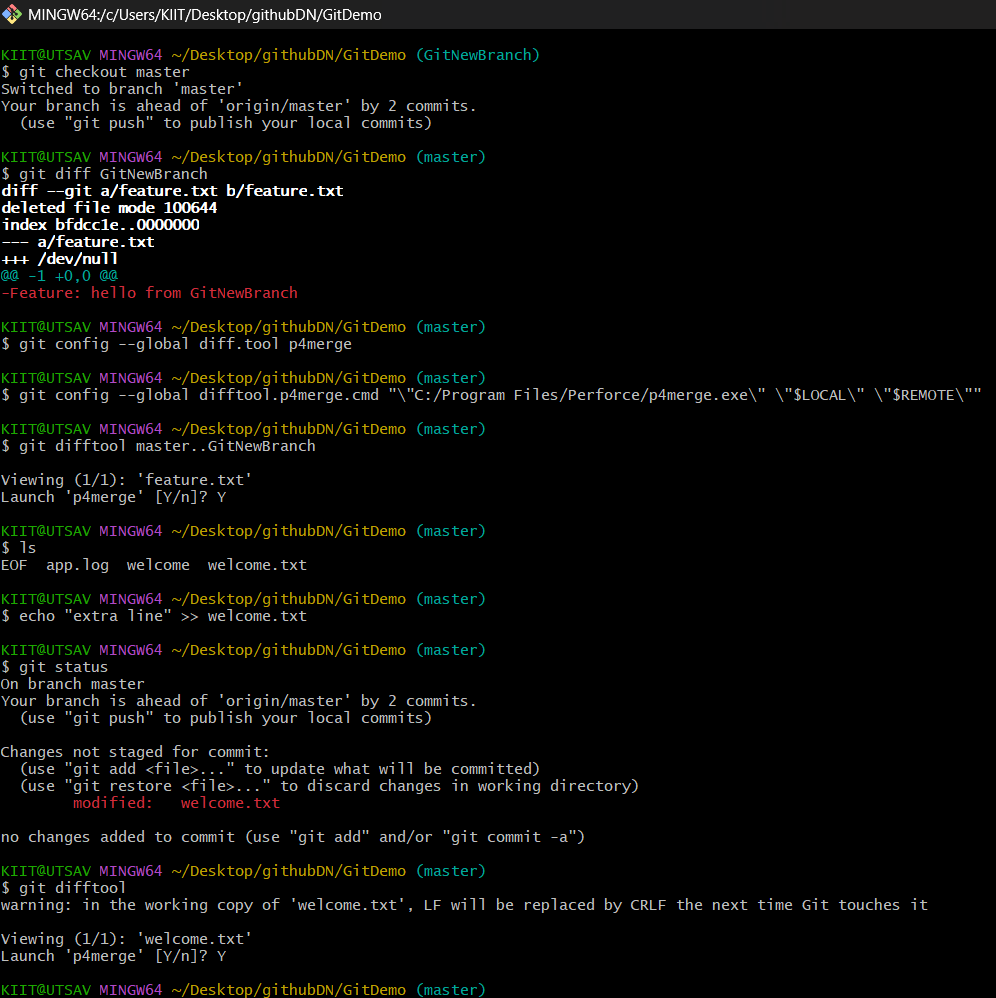 MINGW64:/c/Users/KIIT/Desktop/githubDN/GitDemo
KIIT@UTSAV MINGW64 ~/Desktop/githubDN/GitDemo (GitNewBranch)
$ git checkout master
Switched to branch 'master'
Your branch is ahead of 'origin/master' by 2 commits.
  (use "git push" to publish your local commits)
KIIT@UTSAV MINGW64 ~/Desktop/githubDN/GitDemo (master)
$ git diff GitNewBranch
diff --git a/feature.txt b/feature.txt
deleted file mode 100644
index bfdcc1e..0000000
--- a/feature.txt
+++ /dev/null
@@ -1 +0,0 @@
-Feature: hello from GitNewBranch
KIIT@UTSAV MINGW64 ~/Desktop/githubDN/GitDemo (master)
$ git config --global diff.tool p4merge
KIIT@UTSAV MINGW64 ~/Desktop/githubDN/GitDemo (master)
$ git config --global difftool.p4merge.cmd "\"C:/Program Files/Perforce/p4merge.exe\" \"$LOCAL\" \"$REMOTE\""
KIIT@UTSAV MINGW64 ~/Desktop/githubDN/GitDemo (master)
$ git difftool master..GitNewBranch
Viewing (1/1): 'feature.txt'
Launch 'p4merge' [Y/n]? Y
KIIT@UTSAV MINGW64 ~/Desktop/githubDN/GitDemo (master)
$ ls
EOF  app.log  welcome  welcome.txt
KIIT@UTSAV MINGW64 ~/Desktop/githubDN/GitDemo (master)
$ echo "extra line" >> welcome.txt
KIIT@UTSAV MINGW64 ~/Desktop/githubDN/GitDemo (master)
$ git status
On branch master
Your branch is ahead of 'origin/master' by 2 commits.
  (use "git push" to publish your local commits)
Changes not staged for commit:
  (use "git add <file>..." to update what will be committed)
  (use "git restore <file>..." to discard changes in working directory)
        modified:   welcome.txt
no changes added to commit (use "git add" and/or "git commit -a")
KIIT@UTSAV MINGW64 ~/Desktop/githubDN/GitDemo (master)
$ git difftool
warning: in the working copy of 'welcome.txt', LF will be replaced by CRLF the next time Git touches it
Viewing (1/1): 'welcome.txt'
Launch 'p4merge' [Y/n]? Y
KIIT@UTSAV MINGW64 ~/Desktop/githubDN/GitDemo (master)